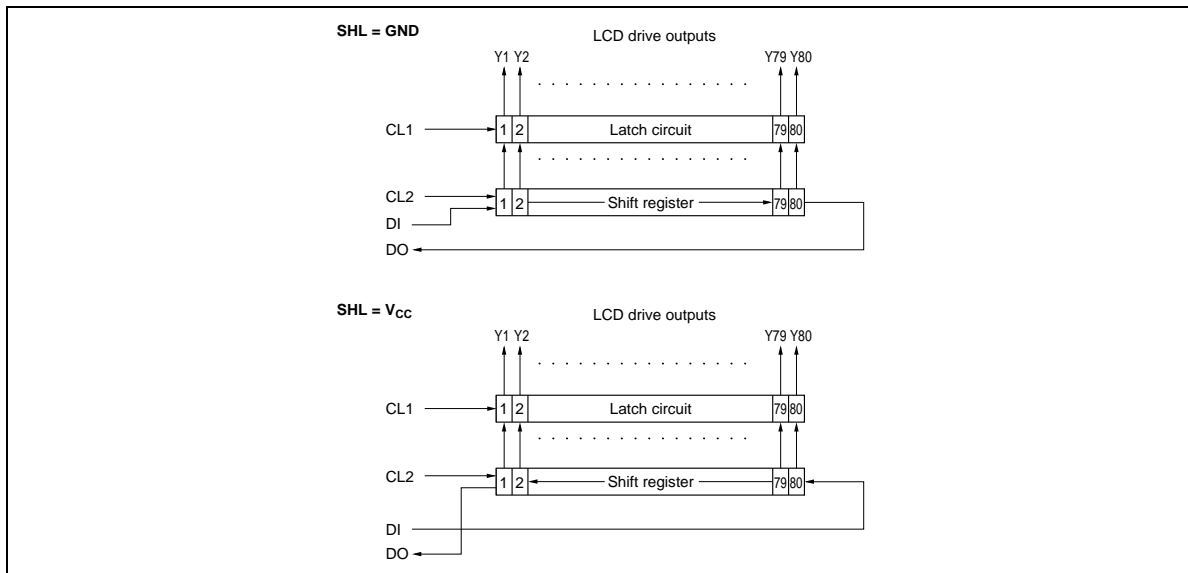 SHL = GND
LCD drive outputs
Y1 Y2 Y79 Y80
CL1 1 2 Latch circuit 79 80
CL2 1 2 Shift register 79 80
DI
DO
SHL = VCC
LCD drive outputs
Y1 Y2 Y79 Y80
CL1 1 2 Latch circuit 79 80
CL2 1 2 Shift register 79 80
DI
DO